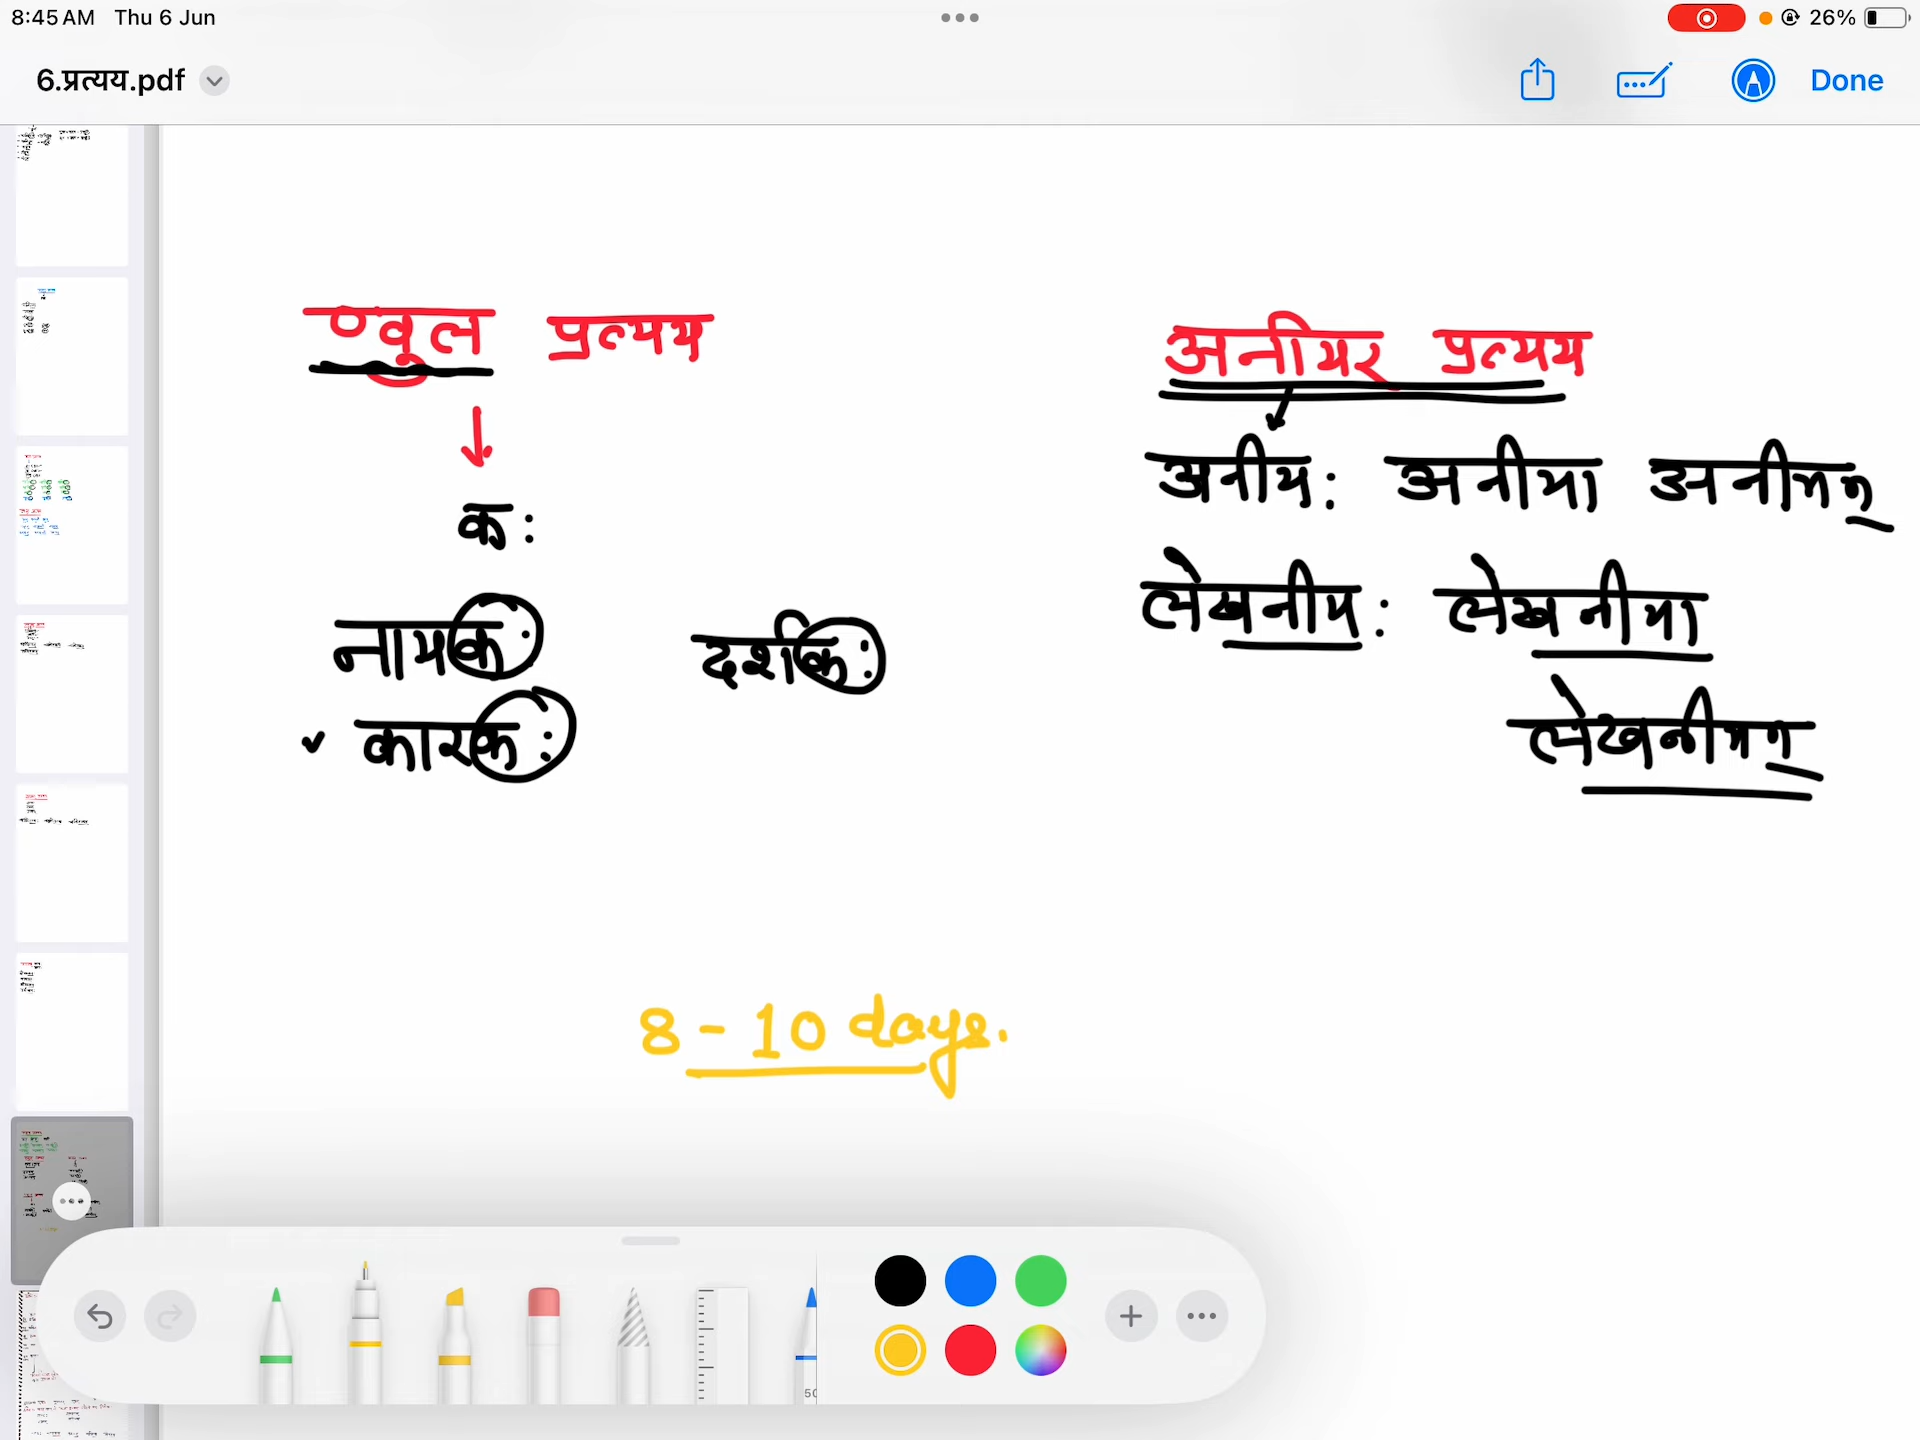 8:45 AM Thu 6 Jun
26%
6.प्रत्यय.pdf
Done
ण्वुल प्रत्यय
कः
नायकः दर्शकः
कारकः
अनीयर् प्रत्यय
अनीयः अनीया अनीयम्
लेखनीयः लेखनीया
लेखनीयम्
8 - 10 days.
50